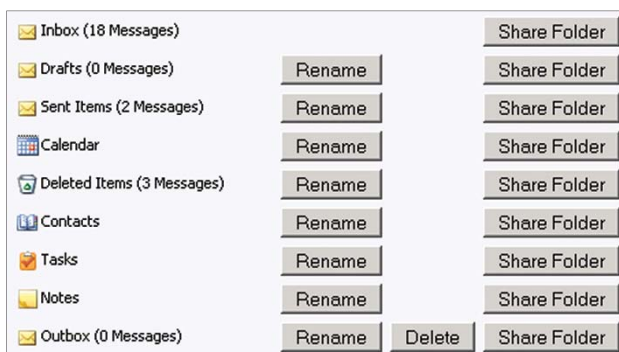 Inbox (18 Messages) Share Folder
Drafts (0 Messages) Rename Share Folder
Sent Items (2 Messages) Rename Share Folder
Calendar Rename Share Folder
Deleted Items (3 Messages) Rename Share Folder
Contacts Rename Share Folder
Tasks Rename Share Folder
Notes Rename Share Folder
Outbox (0 Messages) Rename Delete Share Folder